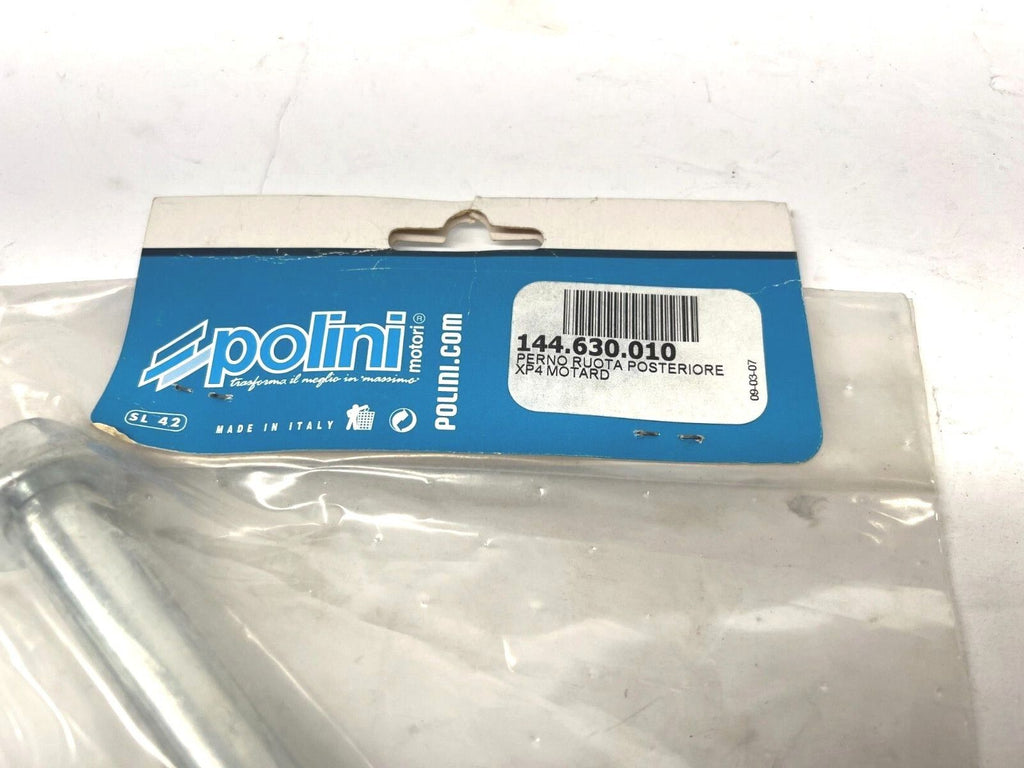 polini
motori®
trasforma il meglio in "massimo"
SL 42
MADE IN ITALY
POLINI.COM
144.630.010
PERNO RUOTA POSTERIORE
XP4 MOTARD
09-03-07